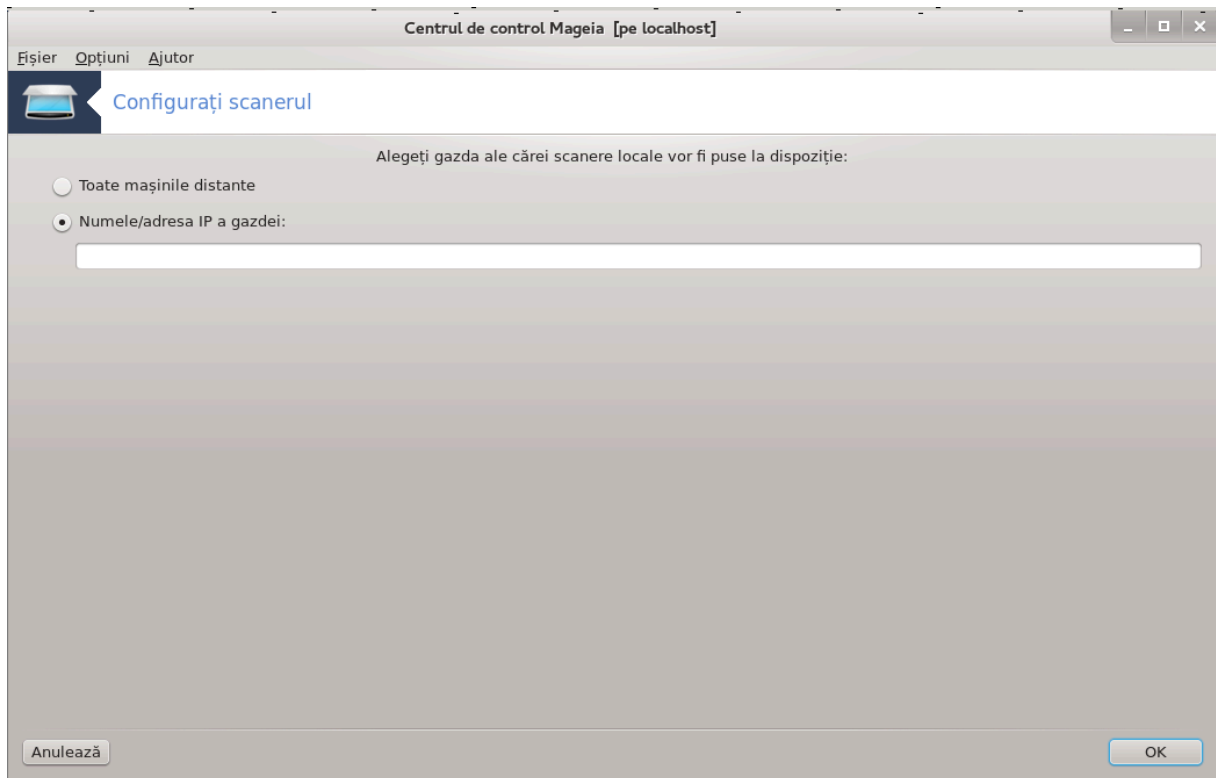 Centrul de control Mageia [pe localhost]
Fișier Opțiuni Ajutor
Configurați scanerul
Alegeți gazda ale cărei scanere locale vor fi puse la dispoziție:
Toate mașinile distante
Numele/adresa IP a gazdei:
Anulează OK